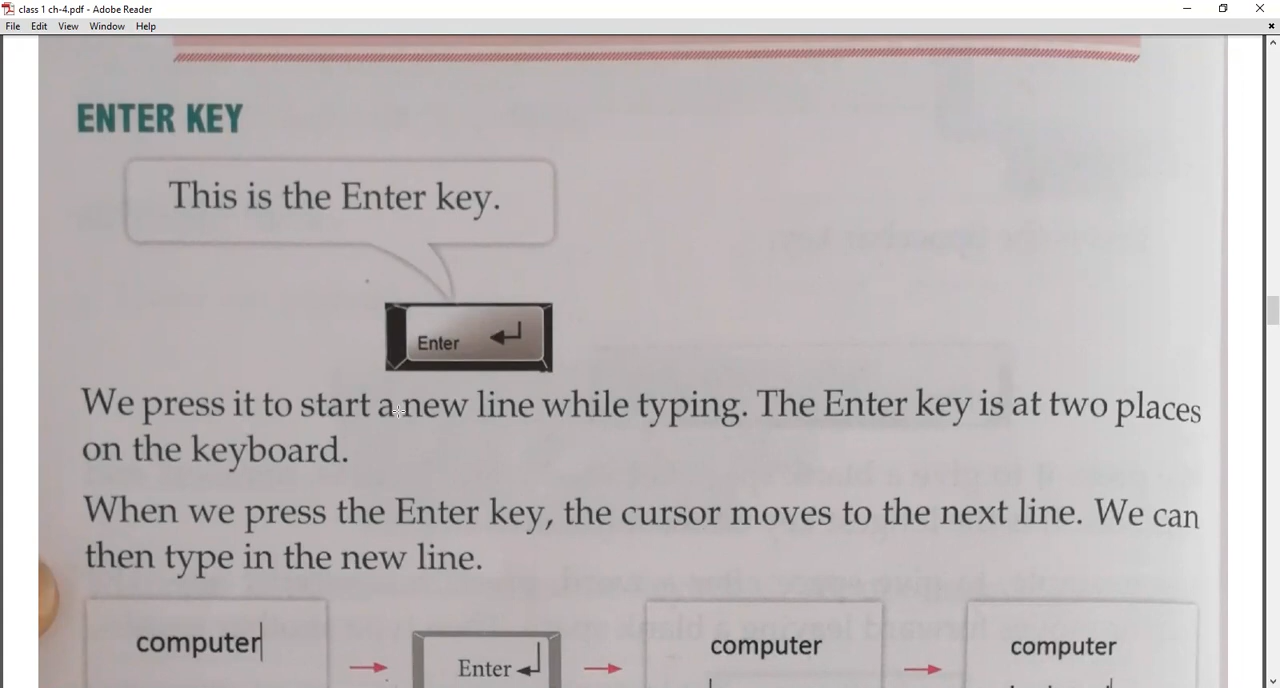 class 1 ch-4.pdf - Adobe Reader
File Edit View Window Help
ENTER KEY
This is the Enter key.
Enter
We press it to start a new line while typing. The Enter key is at two places
on the keyboard.
When we press the Enter key, the cursor moves to the next line. We can
then type in the new line.
computer
Enter
computer
computer